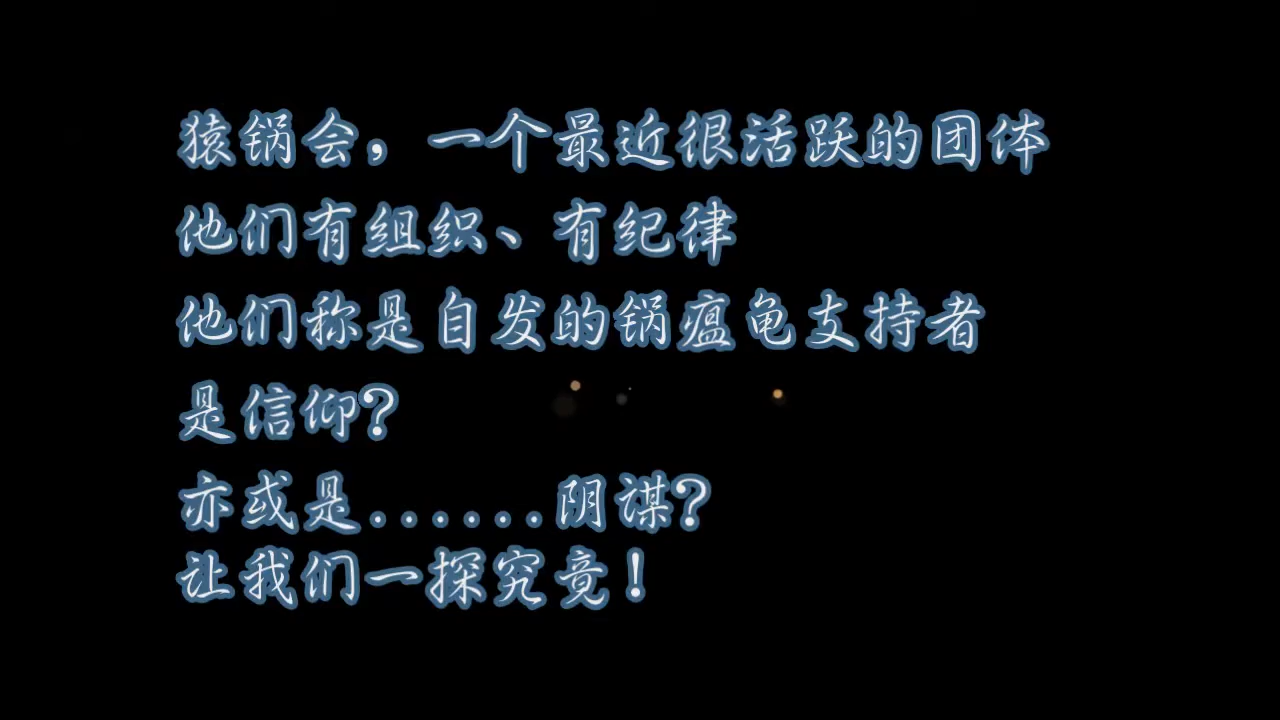 猿锅会，一个最近很活跃的团体
他们有组织、有纪律
他们称是自发的锅瘟龟支持者
是信仰？
亦或是......阴谋？
让我们一探究竟！